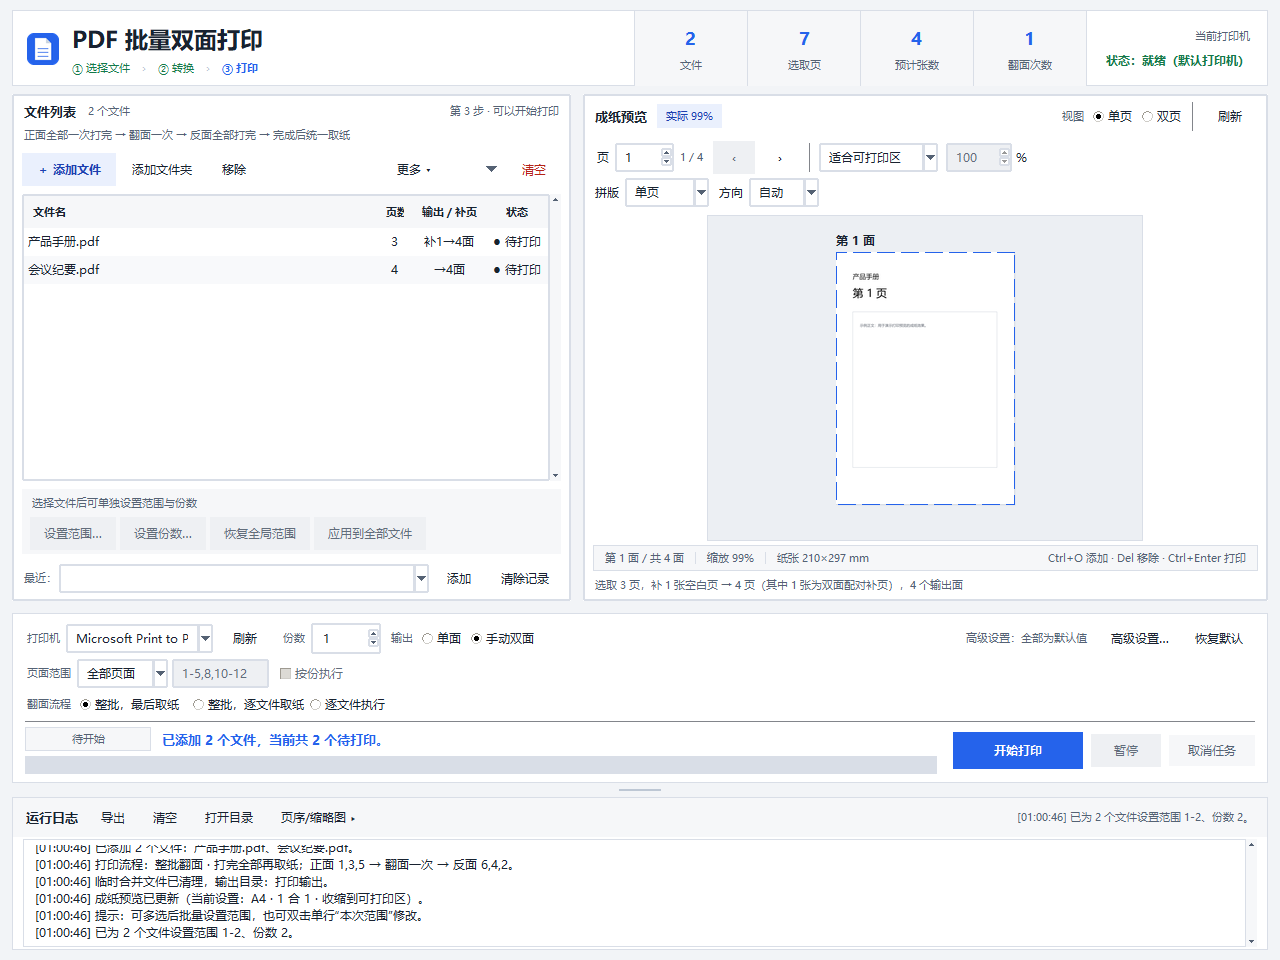 PDF 批量双面打印
① 选择文件 › ② 转换 › ③ 打印
2 文件
7 选取页
4 预计张数
1 翻面次数
当前打印机
状态：就绪（默认打印机）
文件列表 2 个文件 第 3 步 · 可以开始打印
正面全部一次打完 → 翻面一次 → 反面全部打完 → 完成后统一取纸
+ 添加文件 添加文件夹 移除 更多 清空
文件名 页数 输出 / 补页 状态
产品手册.pdf 3 补1→4面 ● 待打印
会议纪要.pdf 4 →4面 ● 待打印
选择文件后可单独设置范围与份数
设置范围... 设置份数... 恢复全局范围 应用到全部文件
最近： 添加 清除记录
成纸预览 实际 99% 视图 单页 双页 刷新
页 1 1 / 4 ‹ › 适合可打印区 100 %
拼版 单页 方向 自动
第 1 面
产品手册
第 1 页
第 1 面 / 共 4 面 缩放 99% 纸张 210×297 mm Ctrl+O 添加 · Del 移除 · Ctrl+Enter 打印
选取 3 页，补 1 张空白页 → 4 页（其中 1 张为双面配对补页），4 个输出面
打印机 Microsoft Print to P 刷新 份数 1 输出 单面 手动双面 高级设置：全部为默认值 高级设置... 恢复默认
页面范围 全部页面 1-5,8,10-12 按份执行
翻面流程 整批，最后取纸 整批，逐文件取纸 逐文件执行
待开始 已添加 2 个文件，当前共 2 个待打印。
开始打印 暂停 取消任务
运行日志 导出 清空 打开目录 页序/缩略图 [01:00:46] 已为 2 个文件设置范围 1-2、份数 2。
[01:00:46] 已添加 2 个文件：产品手册.pdf、会议纪要.pdf。
[01:00:46] 打印流程：整批翻面 · 打完全部再取纸；正面 1,3,5 → 翻面一次 → 反面 6,4,2。
[01:00:46] 临时合并文件已清理，输出目录：打印输出。
[01:00:46] 成纸预览已更新（当前设置：A4 · 1 合 1 · 收缩到可打印区）。
[01:00:46] 提示：可多选后批量设置范围，也可双击单行“本次范围”修改。
[01:00:46] 已为 2 个文件设置范围 1-2、份数 2。